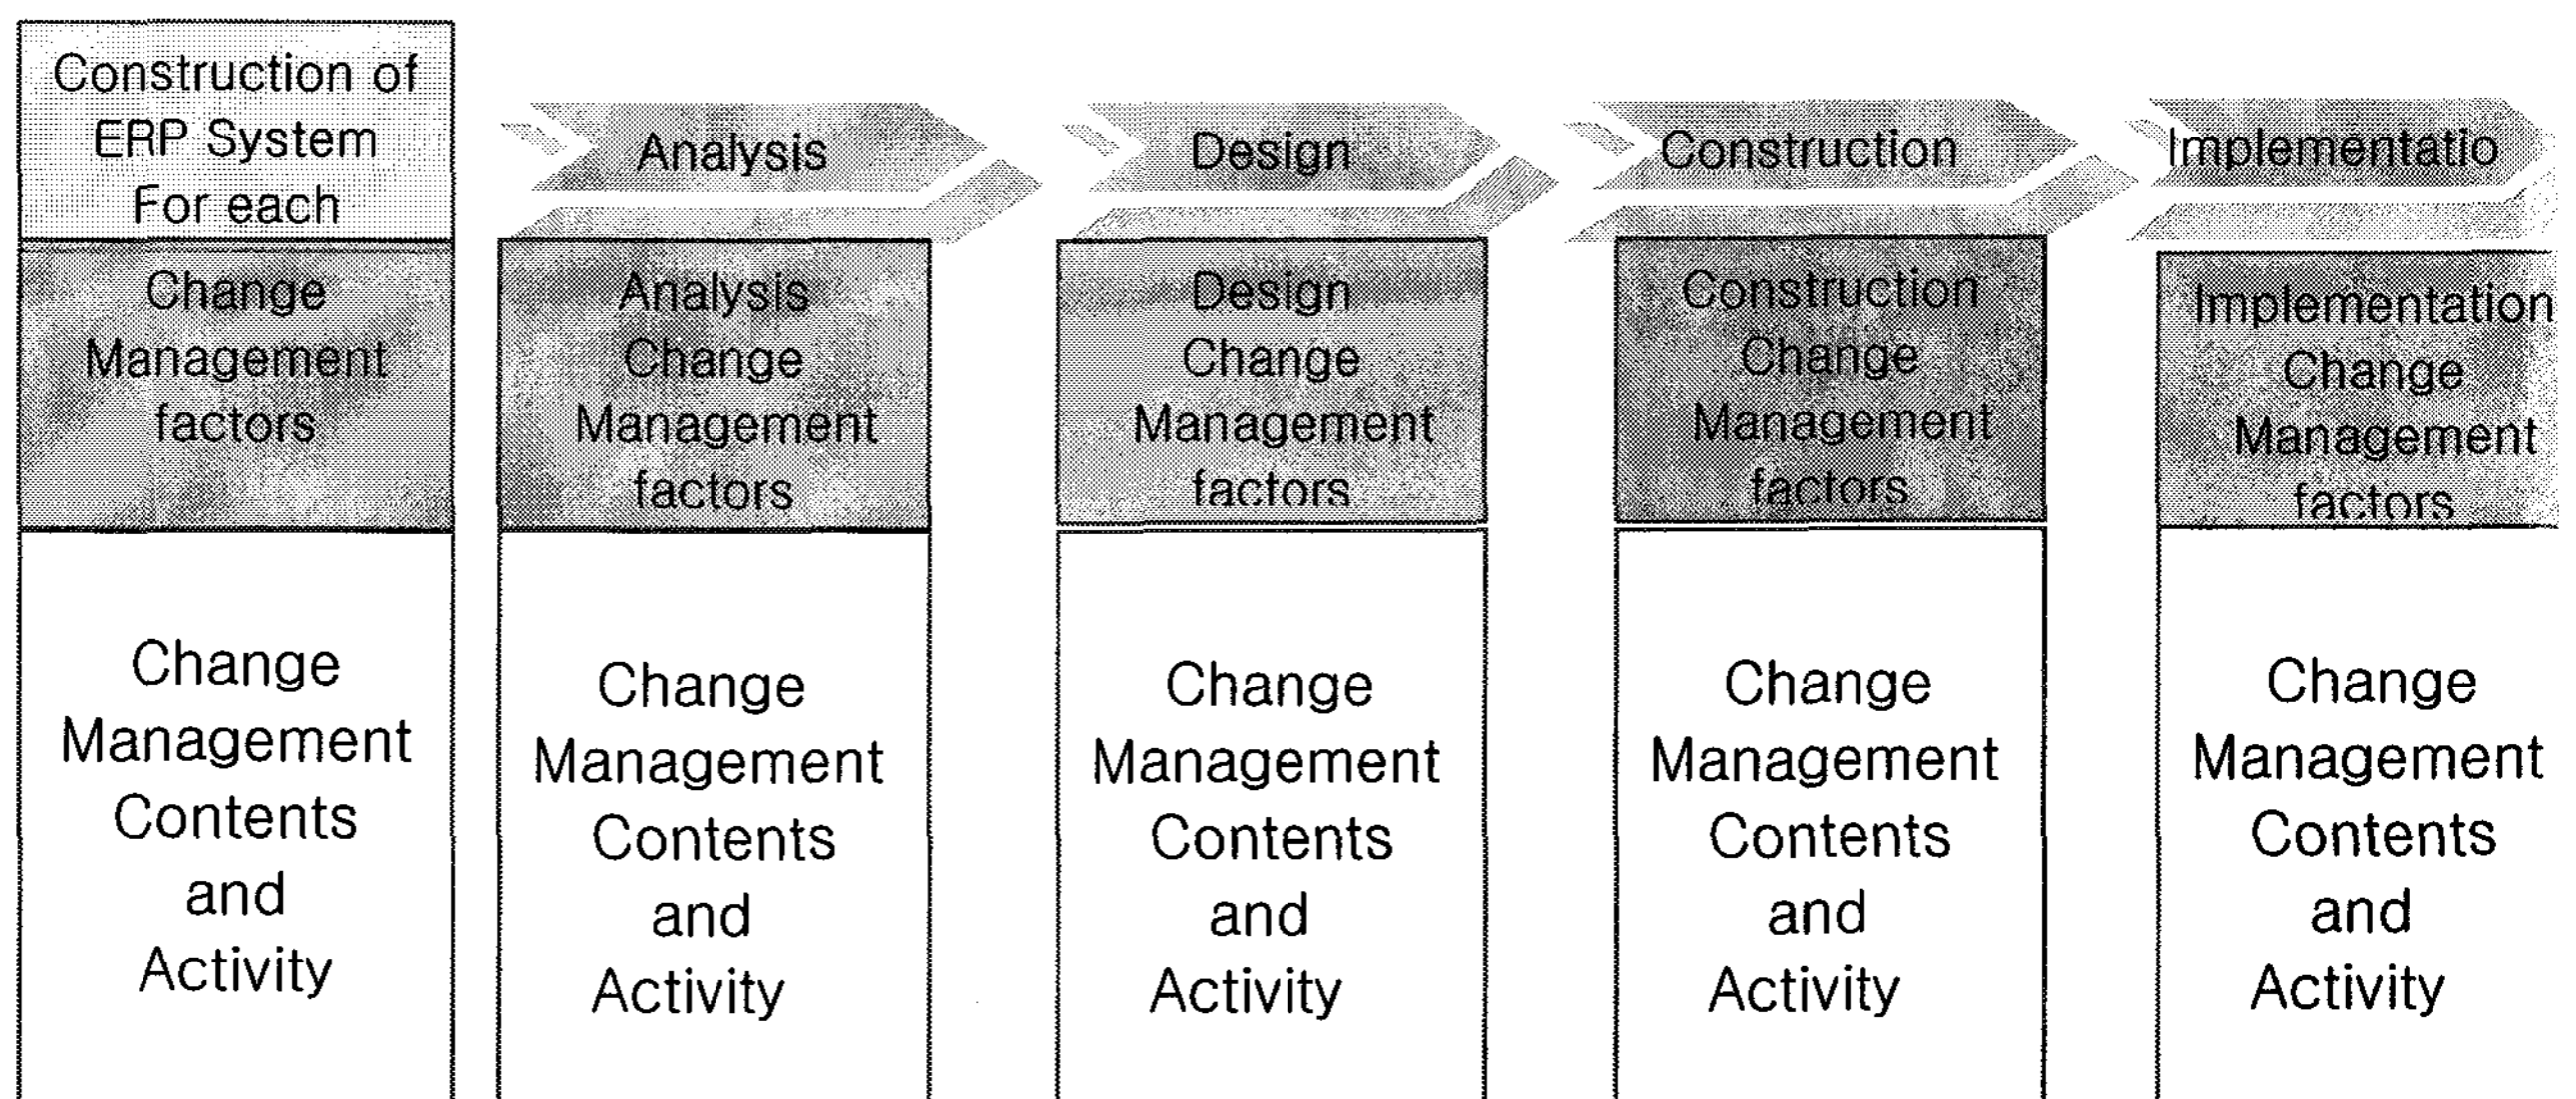 Construction of
ERP System
For each
Analysis
Design
Construction
Implementatio
Change
Management
factors
Analysis
Change
Management
factors
Design
Change
Management
factors
Construction
Change
Management
factors
Implementation
Change
Management
factors
Change
Management
Contents
and
Activity
Change
Management
Contents
and
Activity
Change
Management
Contents
and
Activity
Change
Management
Contents
and
Activity
Change
Management
Contents
and
Activity